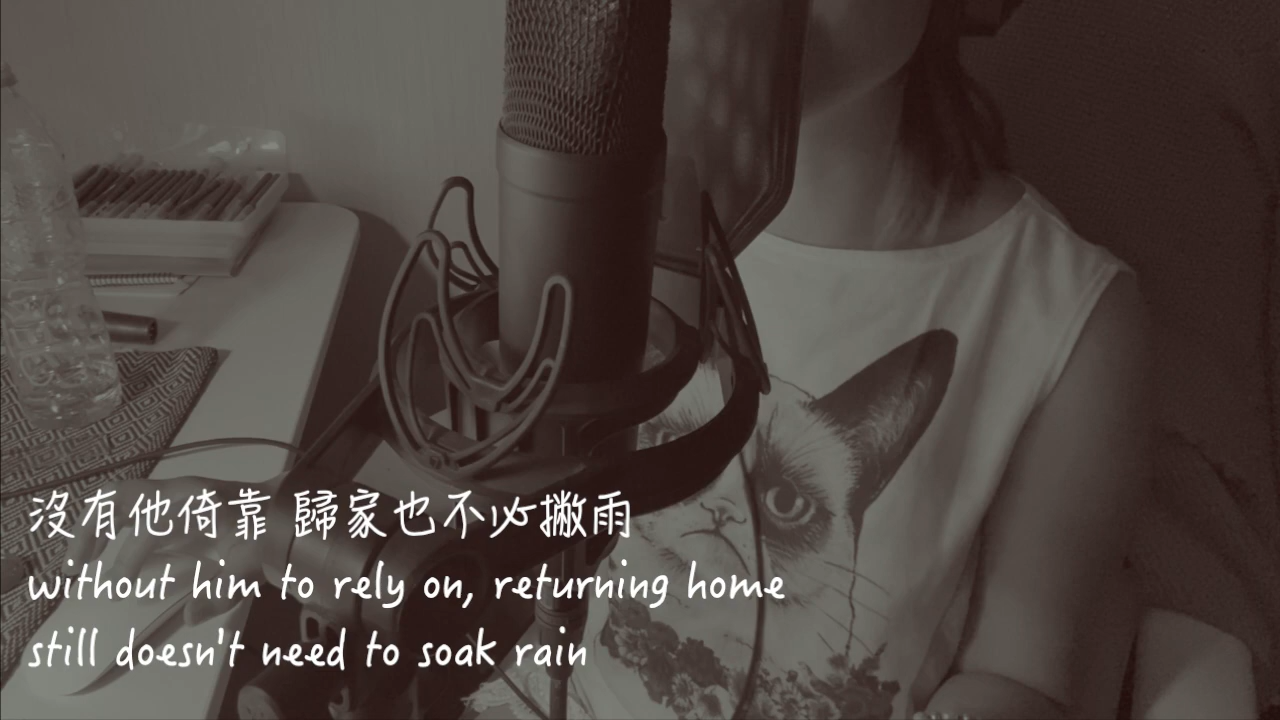 沒有他倚靠 歸家也不必撇雨
without him to rely on, returning home
still doesn't need to soak rain